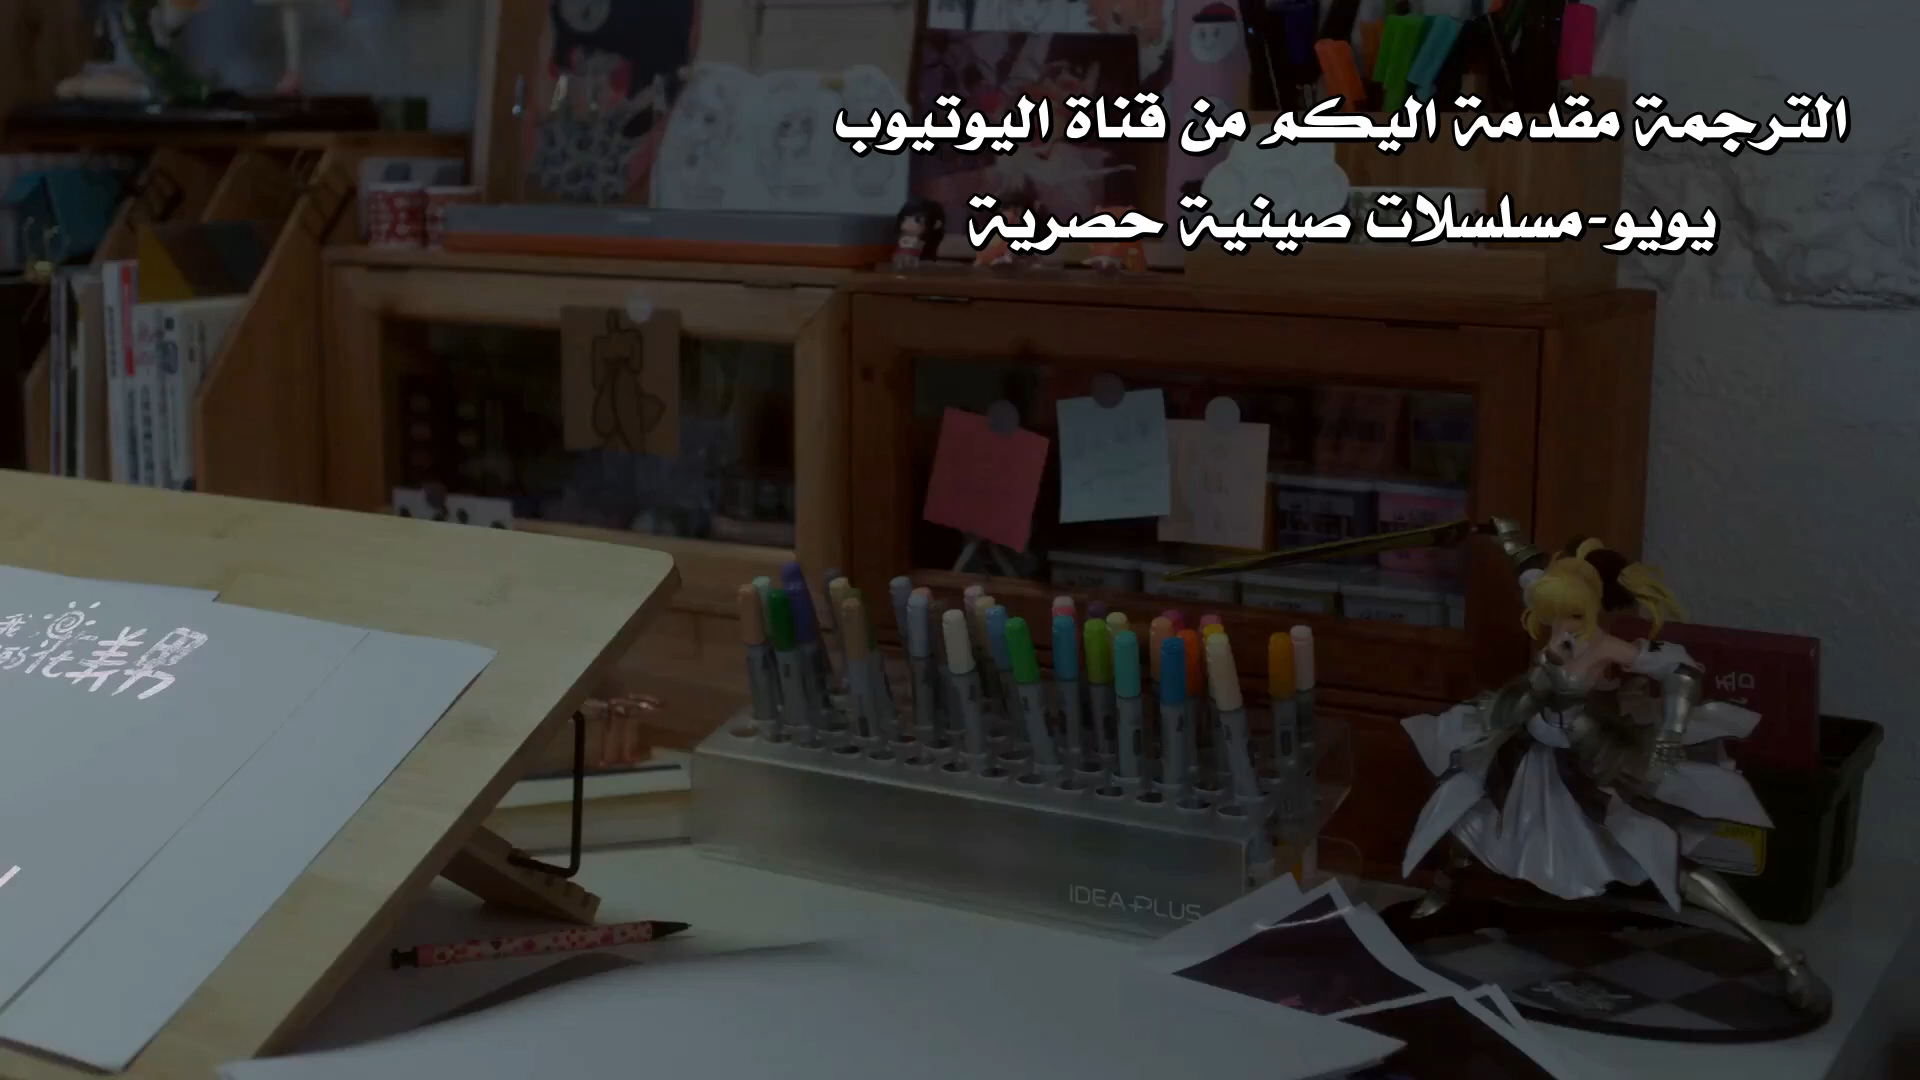 الترجمة مقدمة اليكم من قناة اليوتيوب
يويو-مسلسلات صينية حصرية
IDEA-PLUS